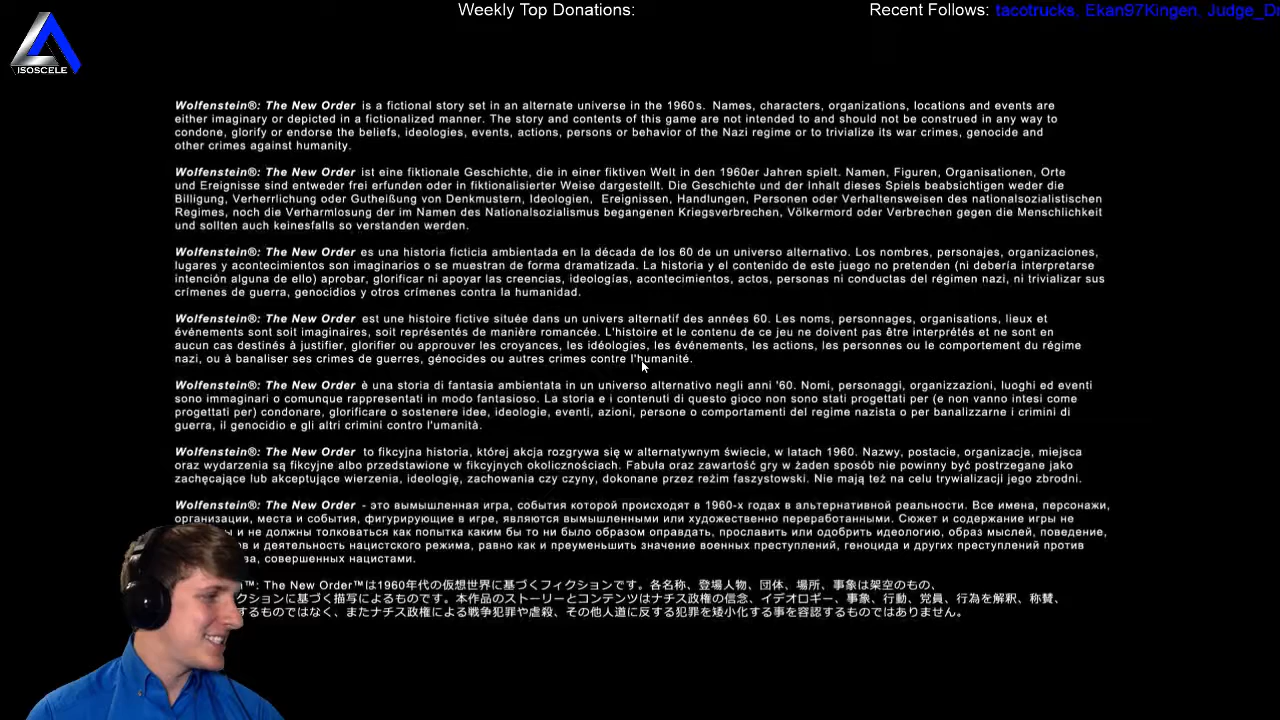 Weekly Top Donations:
Recent Follows: tacotrucks, Ekan97Kingen, Judge_D
ISOSCELE
Wolfenstein®: The New Order is a fictional story set in an alternate universe in the 1960s. Names, characters, organizations, locations and events are
either imaginary or depicted in a fictionalized manner. The story and contents of this game are not intended to and should not be construed in any way to
condone, glorify or endorse the beliefs, ideologies, events, actions, persons or behavior of the Nazi regime or to trivialize its war crimes, genocide and
other crimes against humanity.
Wolfenstein®: The New Order ist eine fiktionale Geschichte, die in einer fiktiven Welt in den 1960er Jahren spielt. Namen, Figuren, Organisationen, Orte
und Ereignisse sind entweder frei erfunden oder in fiktionalisierter Weise dargestellt. Die Geschichte und der Inhalt dieses Spiels beabsichtigen weder die
Billigung, Verherrlichung oder Gutheißung von Denkmustern, Ideologien, Ereignissen, Handlungen, Personen oder Verhaltensweisen des nationalsozialistischen
Regimes, noch die Verharmlosung der im Namen des Nationalsozialismus begangenen Kriegsverbrechen, Völkermord oder Verbrechen gegen die Menschlichkeit
und sollten auch keinesfalls so verstanden werden.
Wolfenstein®: The New Order es una historia ficticia ambientada en la década de los 60 de un universo alternativo. Los nombres, personajes, organizaciones,
lugares y acontecimientos son imaginarios o se muestran de forma dramatizada. La historia y el contenido de este juego no pretenden (ni debería interpretarse
intención alguna de ello) aprobar, glorificar ni apoyar las creencias, ideologías, acontecimientos, actos, personas ni conductas del régimen nazi, ni trivializar sus
crímenes de guerra, genocidios y otros crímenes contra la humanidad.
Wolfenstein®: The New Order est une histoire fictive située dans un univers alternatif des années 60. Les noms, personnages, organisations, lieux et
événements sont soit imaginaires, soit représentés de manière romancée. L'histoire et le contenu de ce jeu ne doivent pas être interprétés et ne sont en
aucun cas destinés à justifier, glorifier ou approuver les croyances, les idéologies, les événements, les actions, les personnes ou le comportement du régime
nazi, ou à banaliser ses crimes de guerres, génocides ou autres crimes contre l'humanité.
Wolfenstein®: The New Order è una storia di fantasia ambientata in un universo alternativo negli anni '60. Nomi, personaggi, organizzazioni, luoghi ed eventi
sono immaginari o comunque rappresentati in modo fantasioso. La storia e i contenuti di questo gioco non sono stati progettati per (e non vanno intesi come
progettati per) condonare, glorificare o sostenere idee, ideologie, eventi, azioni, persone o comportamenti del regime nazista o per banalizzarne i crimini di
guerra, il genocidio e gli altri crimini contro l'umanità.
Wolfenstein®: The New Order to fikcyjna historia, której akcja rozgrywa się w alternatywnym świecie, w latach 1960. Nazwy, postacie, organizacje, miejsca
oraz wydarzenia są fikcyjne albo przedstawione w fikcyjnych okolicznościach. Fabuła oraz zawartość gry w żaden sposób nie powinny być postrzegane jako
zachęcające lub akceptujące wierzenia, ideologię, zachowania czy czyny, dokonane przez reżim faszystowski. Nie mają też na celu trywializacji jego zbrodni.
Wolfenstein®: The New Order - это вымышленная игра, события которой происходят в 1960-х годах в альтернативной реальности. Все имена, персонажи,
организации, места и события, фигурирующие в игре, являются вымышленными или художественно переработанными. Сюжет и содержание игры не
и не должны толковаться как попытка каким бы то ни было образом оправдать, прославить или одобрить идеологию, образ мыслей, поведение,
и деятельность нацистского режима, равно как и преуменьшить значение военных преступлений, геноцида и других преступлений против
совершенных нацистами.
The New Order™は1960年代の仮想世界に基づくフィクションです。各名称、登場人物、団体、場所、事象は架空のもの、
クションに基づく描写によるものです。本作品のストーリーとコンテンツはナチス政権の信念、イデオロギー、事象、行動、党員、行為を解釈、称賛、
するものではなく、またナチス政権による戦争犯罪や虐殺、その他人道に反する犯罪を矮小化する事を容認するものではありません。